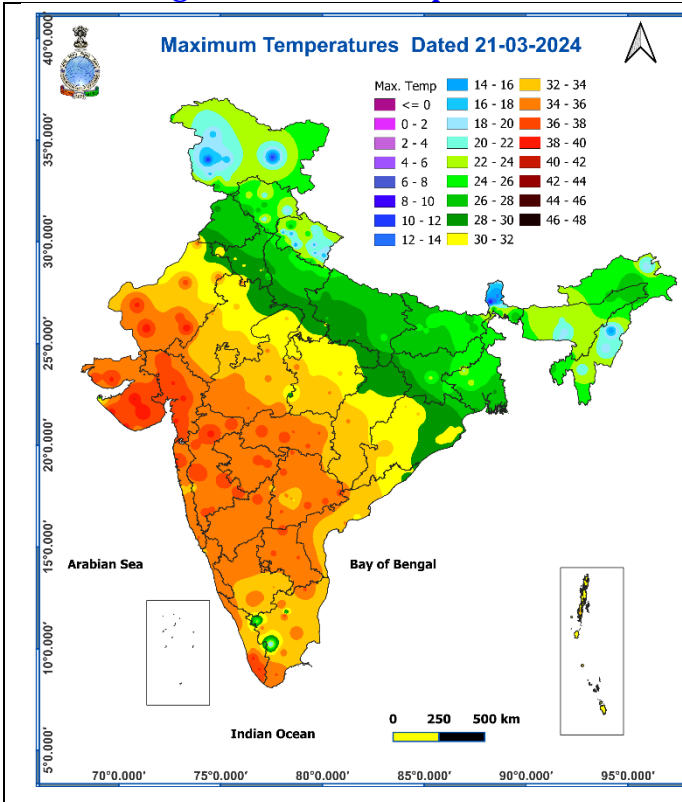 Maximum Temperatures Dated 21-03-2024
Max. Temp
<= 0
0 - 2
2 - 4
4 - 6
6 - 8
8 - 10
10 - 12
12 - 14
14 - 16
16 - 18
18 - 20
20 - 22
22 - 24
24 - 26
26 - 28
28 - 30
30 - 32
32 - 34
34 - 36
36 - 38
38 - 40
40 - 42
42 - 44
44 - 46
46 - 48
40°0.000'
35°0.000'
30°0.000'
25°0.000'
20°0.000'
15°0.000'
10°0.000'
5°0.000'
Arabian Sea
Bay of Bengal
Indian Ocean
0 250 500 km
70°0.000' 75°0.000' 80°0.000' 85°0.000' 90°0.000' 95°0.000'